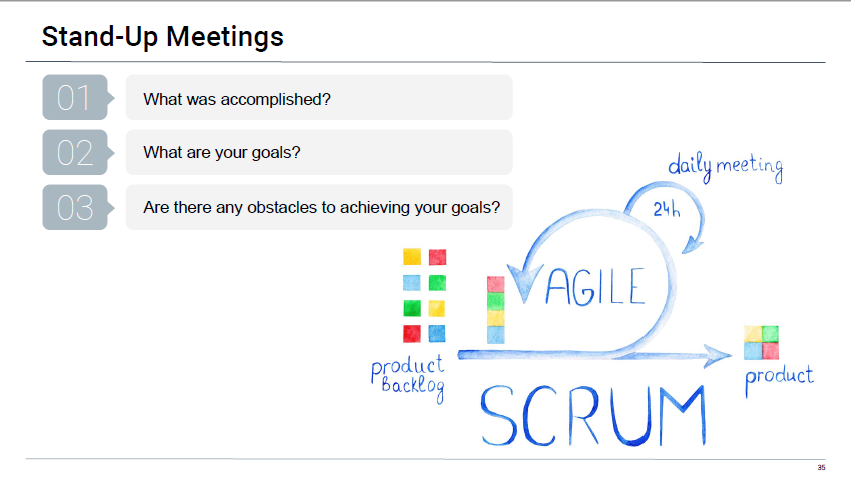 Stand-Up Meetings
01
What was accomplished?
02
What are your goals?
03
Are there any obstacles to achieving your goals?
daily meeting
24h
AGILE
product
backlog
product
SCRUM
35